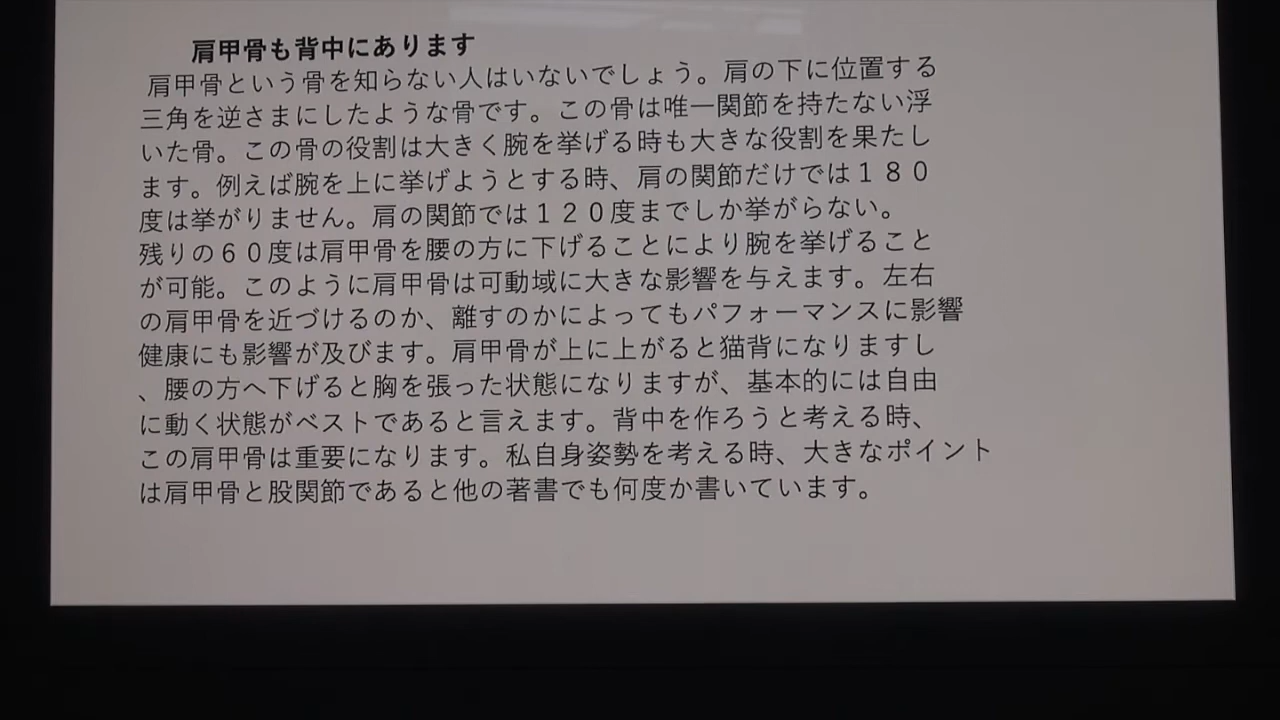 肩甲骨も背中にあります
肩甲骨という骨を知らない人はいないでしょう。肩の下に位置する
三角を逆さまにしたような骨です。この骨は唯一関節を持たない浮
いた骨。この骨の役割は大きく腕を挙げる時も大きな役割を果たし
ます。例えば腕を上に挙げようとする時、肩の関節だけでは１８０
度は挙がりません。肩の関節では１２０度までしか挙がらない。
残りの６０度は肩甲骨を腰の方に下げることにより腕を挙げること
が可能。このように肩甲骨は可動域に大きな影響を与えます。左右
の肩甲骨を近づけるのか、離すのかによってもパフォーマンスに影響
健康にも影響が及びます。肩甲骨が上に上がると猫背になりますし
、腰の方へ下げると胸を張った状態になりますが、基本的には自由
に動く状態がベストであると言えます。背中を作ろうと考える時、
この肩甲骨は重要になります。私自身姿勢を考える時、大きなポイント
は肩甲骨と股関節であると他の著書でも何度か書いています。